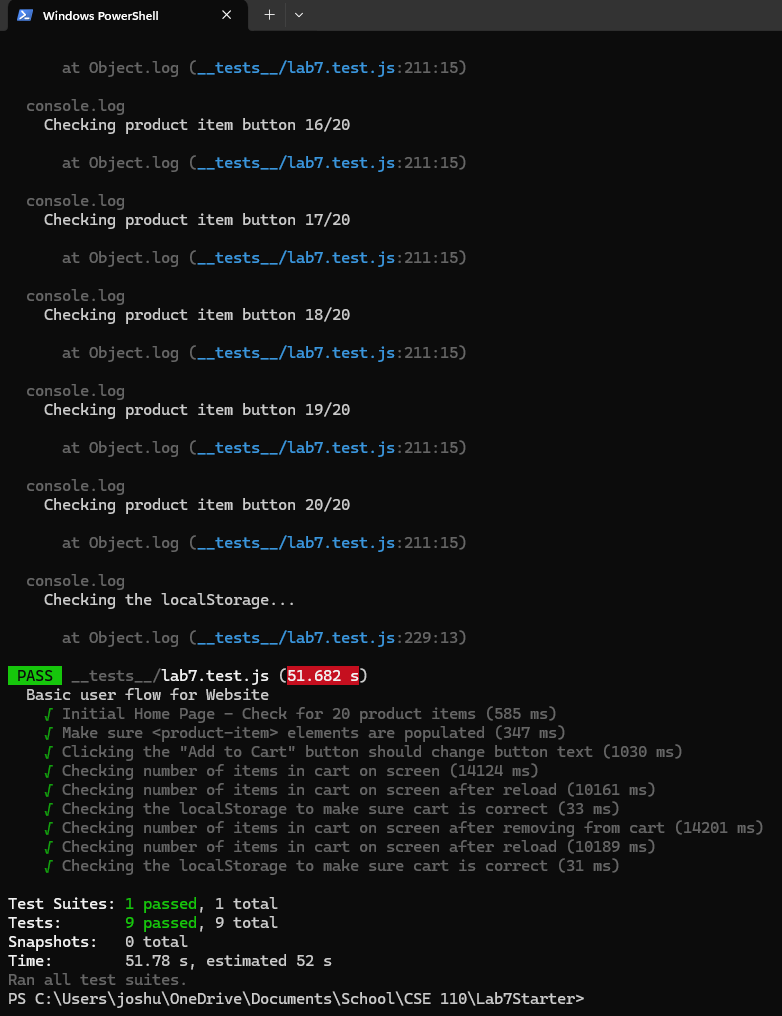 Windows PowerShell
at Object.log (__tests__/lab7.test.js:211:15)
console.log
Checking product item button 16/20
at Object.log (__tests__/lab7.test.js:211:15)
console.log
Checking product item button 17/20
at Object.log (__tests__/lab7.test.js:211:15)
console.log
Checking product item button 18/20
at Object.log (__tests__/lab7.test.js:211:15)
console.log
Checking product item button 19/20
at Object.log (__tests__/lab7.test.js:211:15)
console.log
Checking product item button 20/20
at Object.log (__tests__/lab7.test.js:211:15)
console.log
Checking the localStorage...
at Object.log (__tests__/lab7.test.js:229:13)
PASS __tests__/lab7.test.js (51.682 s)
Basic user flow for Website
√ Initial Home Page - Check for 20 product items (585 ms)
√ Make sure <product-item> elements are populated (347 ms)
√ Clicking the "Add to Cart" button should change button text (1030 ms)
√ Checking number of items in cart on screen (14124 ms)
√ Checking number of items in cart on screen after reload (10161 ms)
√ Checking the localStorage to make sure cart is correct (33 ms)
√ Checking number of items in cart on screen after removing from cart (14201 ms)
√ Checking number of items in cart on screen after reload (10189 ms)
√ Checking the localStorage to make sure cart is correct (31 ms)
Test Suites: 1 passed, 1 total
Tests: 9 passed, 9 total
Snapshots: 0 total
Time: 51.78 s, estimated 52 s
Ran all test suites.
PS C:\Users\joshu\OneDrive\Documents\School\CSE 110\Lab7Starter>